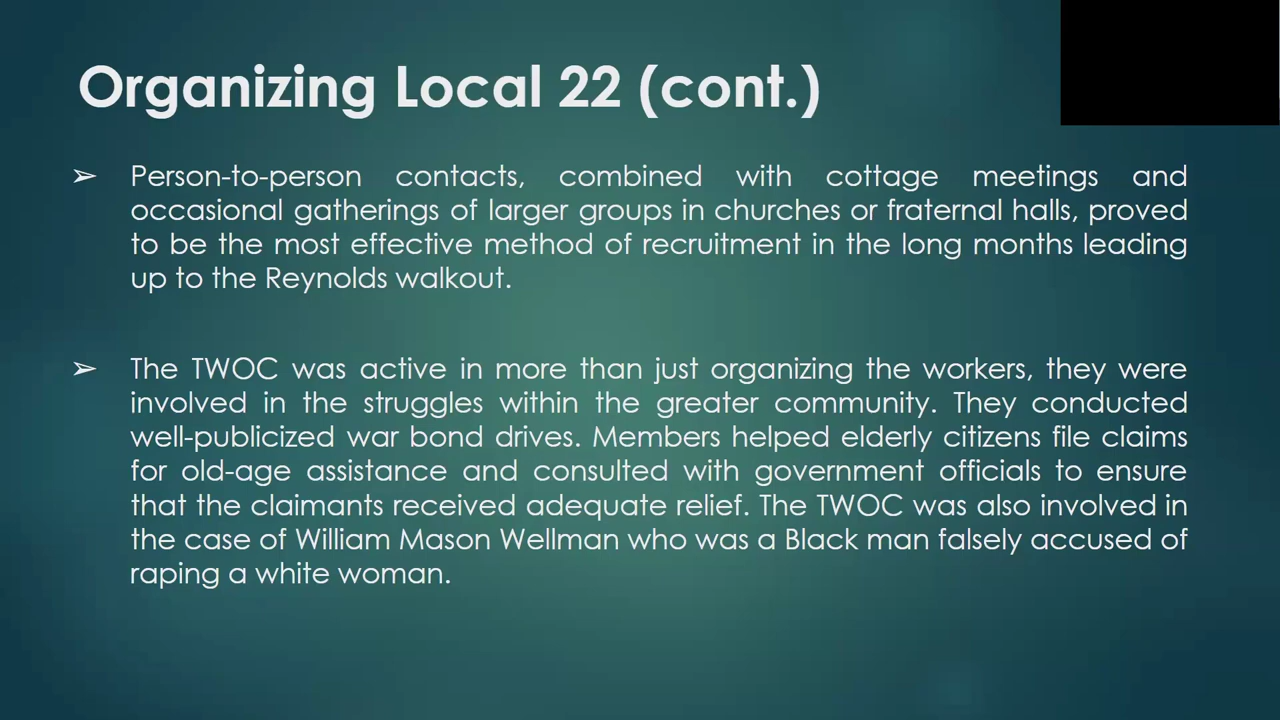 Organizing Local 22 (cont.)
➢ Person-to-person contacts, combined with cottage meetings and
occasional gatherings of larger groups in churches or fraternal halls, proved
to be the most effective method of recruitment in the long months leading
up to the Reynolds walkout.
➢ The TWOC was active in more than just organizing the workers, they were
involved in the struggles within the greater community. They conducted
well-publicized war bond drives. Members helped elderly citizens file claims
for old-age assistance and consulted with government officials to ensure
that the claimants received adequate relief. The TWOC was also involved in
the case of William Mason Wellman who was a Black man falsely accused of
raping a white woman.